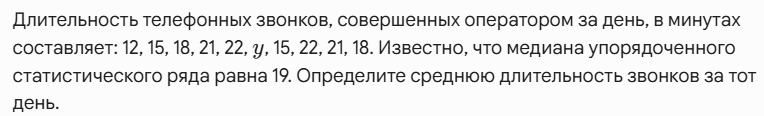 Длительность телефонных звонков, совершенных оператором за день, в минутах
составляет: 12, 15, 18, 21, 22, y, 15, 22, 21, 18. Известно, что медиана упорядоченного
статистического ряда равна 19. Определите среднюю длительность звонков за тот
день.